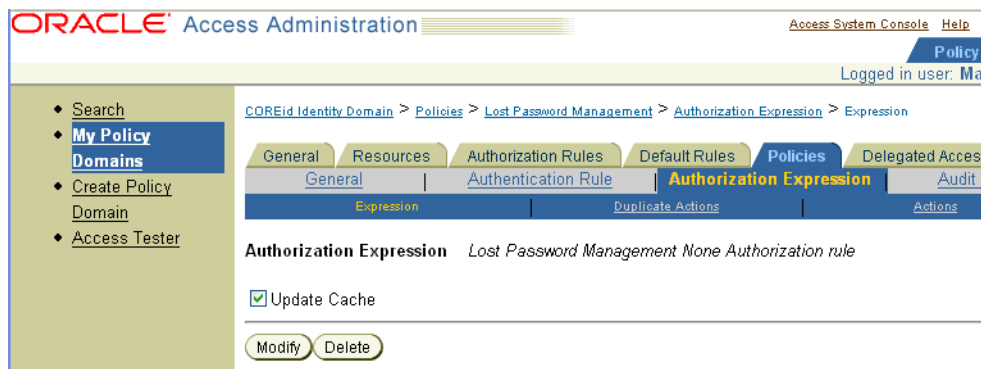 ORACLE Access Administration
Access System Console Help
Policy
Logged in user: Ma
Search
My Policy Domains
Create Policy Domain
Access Tester
COREid Identity Domain > Policies > Lost Password Management > Authorization Expression > Expression
General Resources Authorization Rules Default Rules Policies Delegated Acces
General | Authentication Rule | Authorization Expression | Audit
Expression | Duplicate Actions | Actions
Authorization Expression Lost Password Management None Authorization rule
Update Cache
Modify Delete